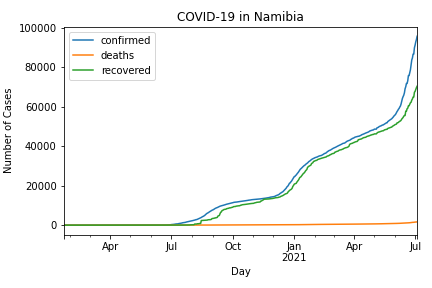 COVID-19 in Namibia
confirmed
deaths
recovered
100000
80000
60000
40000
20000
0
Number of Cases
Apr
Jul
Oct
Jan
2021
Apr
Jul
Day